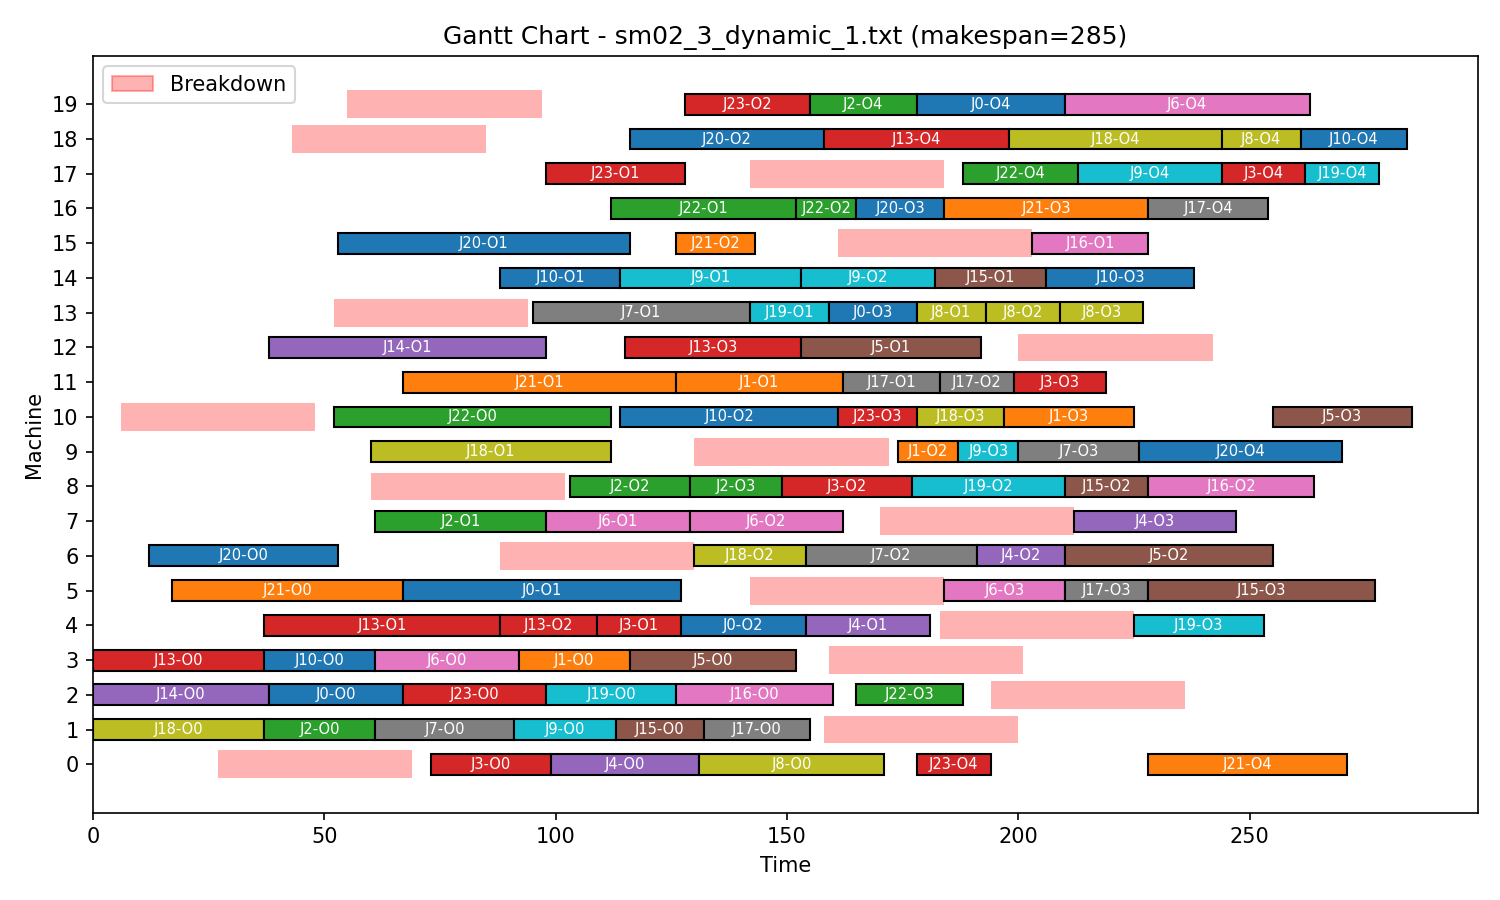 Gantt Chart - sm02_3_dynamic_1.txt (makespan=285)
Breakdown
19 J23-O2 J2-O4 J0-O4 J6-O4
18 J20-O2 J13-O4 J18-O4 J8-O4 J10-O4
17 J23-O1 J22-O4 J9-O4 J3-O4 J19-O4
16 J22-O1 J22-O2 J20-O3 J21-O3 J17-O4
15 J20-O1 J21-O2 J16-O1
14 J10-O1 J9-O1 J9-O2 J15-O1 J10-O3
13 J7-O1 J19-O1 J0-O3 J8-O1 J8-O2 J8-O3
12 J14-O1 J13-O3 J5-O1
11 J21-O1 J1-O1 J17-O1 J17-O2 J3-O3
10 J22-O0 J10-O2 J23-O3 J18-O3 J1-O3 J5-O3
9 J18-O1 J1-O2 J9-O3 J7-O3 J20-O4
8 J2-O2 J2-O3 J3-O2 J19-O2 J15-O2 J16-O2
7 J2-O1 J6-O1 J6-O2 J4-O3
6 J20-O0 J18-O2 J7-O2 J4-O2 J5-O2
5 J21-O0 J0-O1 J6-O3 J17-O3 J15-O3
4 J13-O1 J13-O2 J3-O1 J0-O2 J4-O1 J19-O3
3 J13-O0 J10-O0 J6-O0 J1-O0 J5-O0
2 J14-O0 J0-O0 J23-O0 J19-O0 J16-O0 J22-O3
1 J18-O0 J2-O0 J7-O0 J9-O0 J15-O0 J17-O0
0 J3-O0 J4-O0 J8-O0 J23-O4 J21-O4
Machine
0 50 100 150 200 250
Time